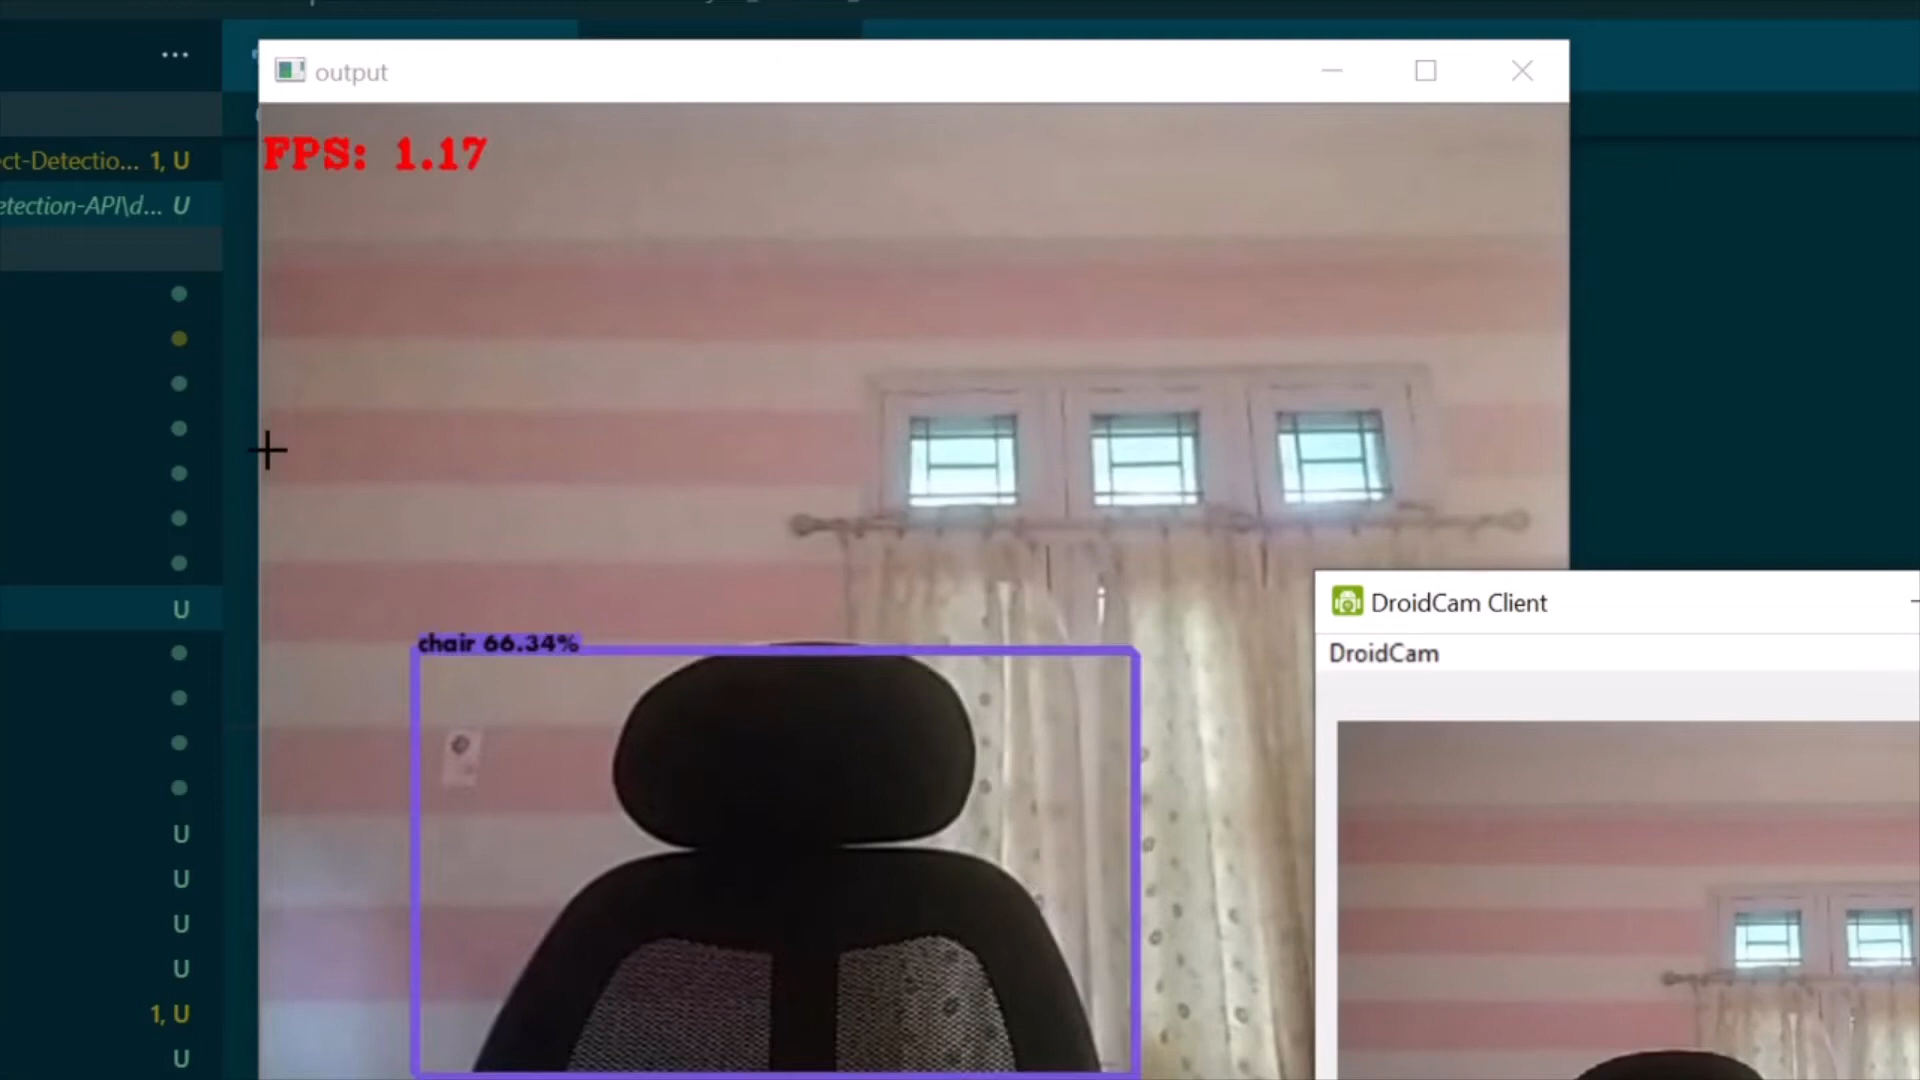 output
FPS: 1.17
ct-Detectio... 1, U
etection-API\d... U
U
chair 66.34%
DroidCam Client
DroidCam
U
U
U
U
1, U
U